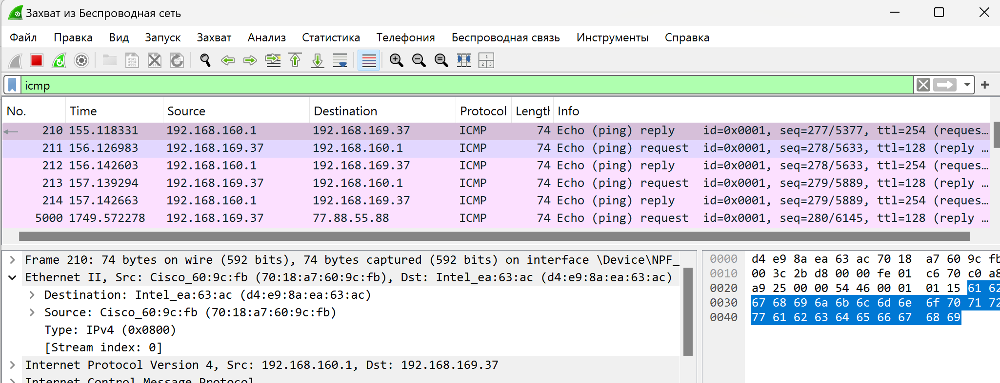 Захват из Беспроводная сеть
Файл Правка Вид Запуск Захват Анализ Статистика Телефония Беспроводная связь Инструменты Справка
icmp
No. Time Source Destination Protocol Length Info
210 155.118331 192.168.160.1 192.168.169.37 ICMP 74 Echo (ping) reply id=0x0001, seq=277/5377, ttl=254 (reques…
211 156.126983 192.168.169.37 192.168.160.1 ICMP 74 Echo (ping) request id=0x0001, seq=278/5633, ttl=128 (reply …
212 156.142603 192.168.160.1 192.168.169.37 ICMP 74 Echo (ping) reply id=0x0001, seq=278/5633, ttl=254 (reques…
213 157.139294 192.168.169.37 192.168.160.1 ICMP 74 Echo (ping) request id=0x0001, seq=279/5889, ttl=128 (reply …
214 157.142663 192.168.160.1 192.168.169.37 ICMP 74 Echo (ping) reply id=0x0001, seq=279/5889, ttl=254 (reques…
5000 1749.572278 192.168.169.37 77.88.55.88 ICMP 74 Echo (ping) request id=0x0001, seq=280/6145, ttl=128 (reply …
Frame 210: 74 bytes on wire (592 bits), 74 bytes captured (592 bits) on interface \Device\NPF_
Ethernet II, Src: Cisco_60:9c:fb (70:18:a7:60:9c:fb), Dst: Intel_ea:63:ac (d4:e9:8a:ea:63:ac)
Destination: Intel_ea:63:ac (d4:e9:8a:ea:63:ac)
Source: Cisco_60:9c:fb (70:18:a7:60:9c:fb)
Type: IPv4 (0x0800)
[Stream index: 0]
Internet Protocol Version 4, Src: 192.168.160.1, Dst: 192.168.169.37
Internet Control Message Protocol
0000 d4 e9 8a ea 63 ac 70 18 a7 60 9c fb
0010 00 3c 2b d8 00 00 fe 01 c6 70 c0 a8
0020 a9 25 00 00 54 46 00 01 01 15 61 62
0030 67 68 69 6a 6b 6c 6d 6e 6f 70 71 72
0040 77 61 62 63 64 65 66 67 68 69